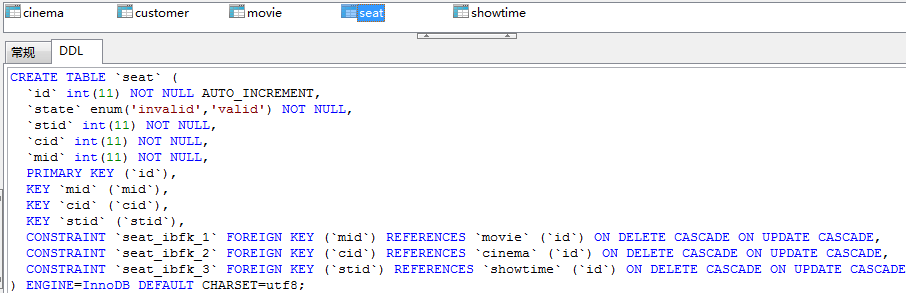 cinema customer movie seat showtime
常规 DDL
CREATE TABLE `seat` (
`id` int(11) NOT NULL AUTO_INCREMENT,
`state` enum('invalid','valid') NOT NULL,
`stid` int(11) NOT NULL,
`cid` int(11) NOT NULL,
`mid` int(11) NOT NULL,
PRIMARY KEY (`id`),
KEY `mid` (`mid`),
KEY `cid` (`cid`),
KEY `stid` (`stid`),
CONSTRAINT `seat_ibfk_1` FOREIGN KEY (`mid`) REFERENCES `movie` (`id`) ON DELETE CASCADE ON UPDATE CASCADE,
CONSTRAINT `seat_ibfk_2` FOREIGN KEY (`cid`) REFERENCES `cinema` (`id`) ON DELETE CASCADE ON UPDATE CASCADE,
CONSTRAINT `seat_ibfk_3` FOREIGN KEY (`stid`) REFERENCES `showtime` (`id`) ON DELETE CASCADE ON UPDATE CASCADE
) ENGINE=InnoDB DEFAULT CHARSET=utf8;